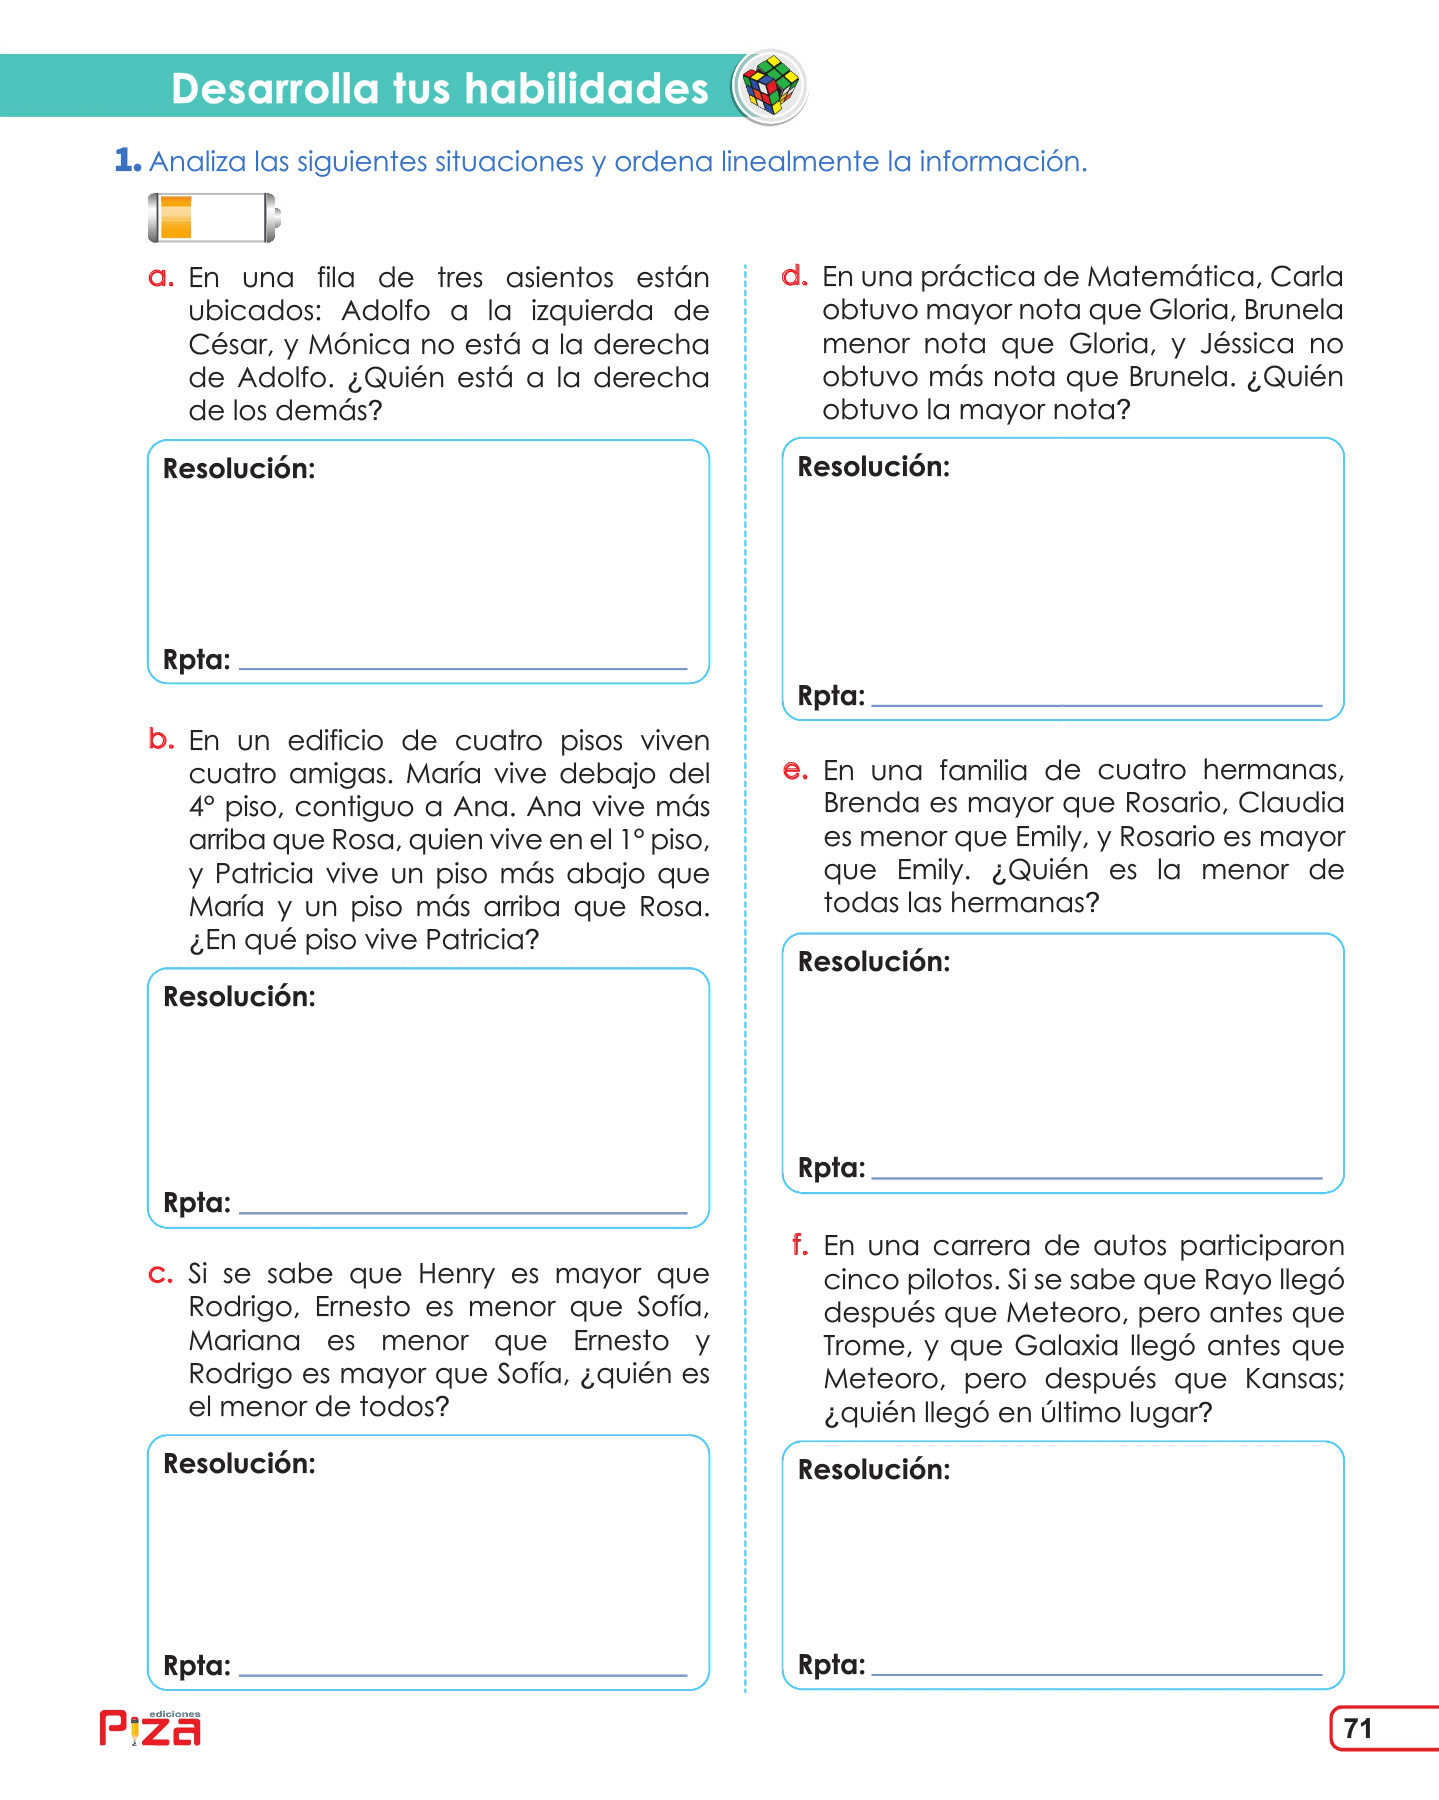 Desarrolla tus habilidades
1. Analiza las siguientes situaciones y ordena linealmente la información.
a. En una fila de tres asientos están
ubicados: Adolfo a la izquierda de
César, y Mónica no está a la derecha
de Adolfo. ¿Quién está a la derecha
de los demás?
Resolución:
Rpta:
b. En un edificio de cuatro pisos viven
cuatro amigas. María vive debajo del
4° piso, contiguo a Ana. Ana vive más
arriba que Rosa, quien vive en el 1° piso,
y Patricia vive un piso más abajo que
María y un piso más arriba que Rosa.
¿En qué piso vive Patricia?
Resolución:
Rpta:
c. Si se sabe que Henry es mayor que
Rodrigo, Ernesto es menor que Sofía,
Mariana es menor que Ernesto y
Rodrigo es mayor que Sofía, ¿quién es
el menor de todos?
Resolución:
Rpta:
d. En una práctica de Matemática, Carla
obtuvo mayor nota que Gloria, Brunela
menor nota que Gloria, y Jéssica no
obtuvo más nota que Brunela. ¿Quién
obtuvo la mayor nota?
Resolución:
Rpta:
e. En una familia de cuatro hermanas,
Brenda es mayor que Rosario, Claudia
es menor que Emily, y Rosario es mayor
que Emily. ¿Quién es la menor de
todas las hermanas?
Resolución:
Rpta:
f. En una carrera de autos participaron
cinco pilotos. Si se sabe que Rayo llegó
después que Meteoro, pero antes que
Trome, y que Galaxia llegó antes que
Meteoro, pero después que Kansas;
¿quién llegó en último lugar?
Resolución:
Rpta:
ediciones
Piza
71